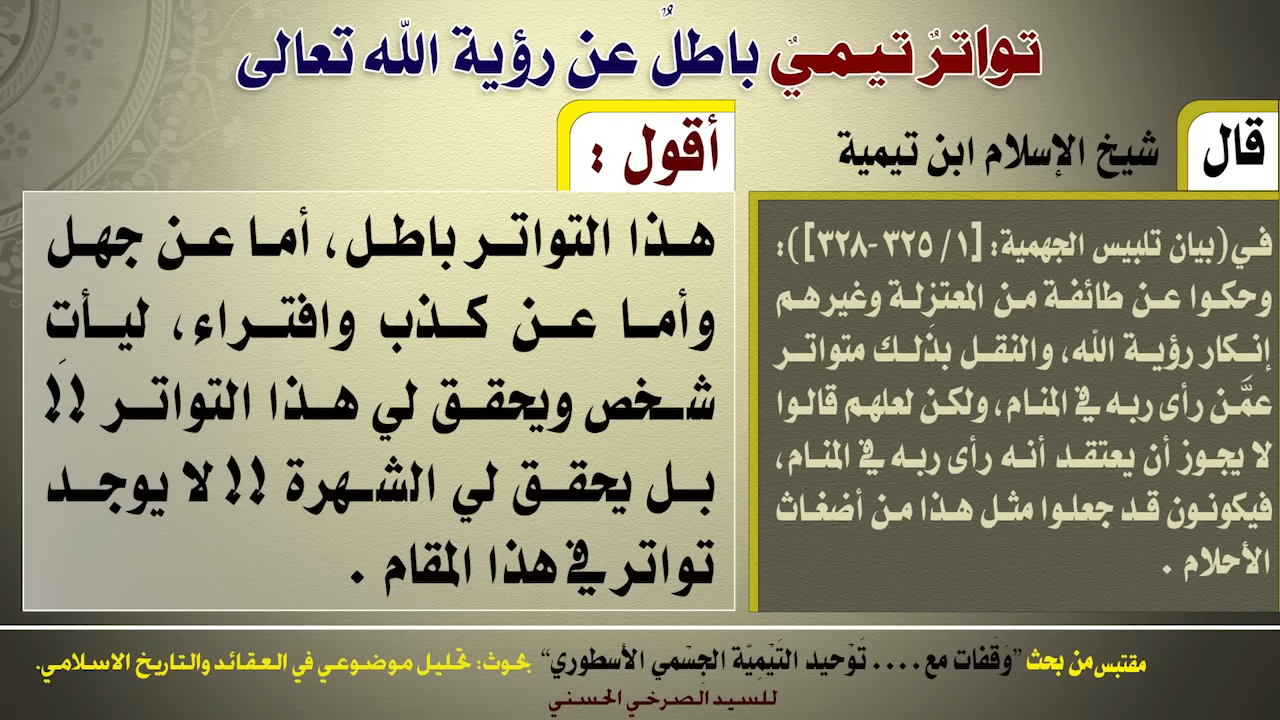 تواترٌ تيميٌ باطلٌ عن رؤية الله تعالى
قال
شيخ الإسلام ابن تيمية
في (بيان تلبيس الجهمية: [١/ ٣٢٥-٣٢٨]):
وحكوا عن طائفة من المعتزلة وغيرهم
إنكار رؤية الله، والنقل بذلك متواتر
عمَّن رأى ربه في المنام، ولكن لعلهم قالوا
لا يجوز أن يعتقد أنه رأى ربه في المنام،
فيكونون قد جعلوا مثل هذا من أضغاث
الأحلام .
أقول :
هذا التواتر باطل، أما عن جهل
وأما عن كذب وافتراء، ليأتَ
شخص ويحقق لي هذا التواتر !!
بل يحقق لي الشهرة !! لا يوجد
تواتر في هذا المقام .
مقتبس من بحث "وَقَفات مع .... تَوْحيد التَيْمِيّة الجِسْمي الأسطوري" بحوث: تحليل موضوعي في العقائد والتاريخ الاسلامي.
للسيد الصرخي الحسني